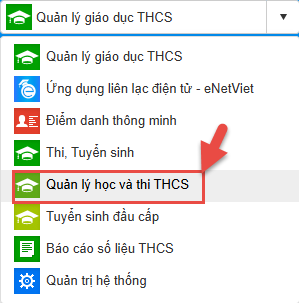 Quản lý giáo dục THCS
Quản lý giáo dục THCS
Ứng dụng liên lạc điện tử - eNetViet
Điểm danh thông minh
Thi, Tuyển sinh
Quản lý học và thi THCS
Tuyển sinh đầu cấp
Báo cáo số liệu THCS
Quản trị hệ thống